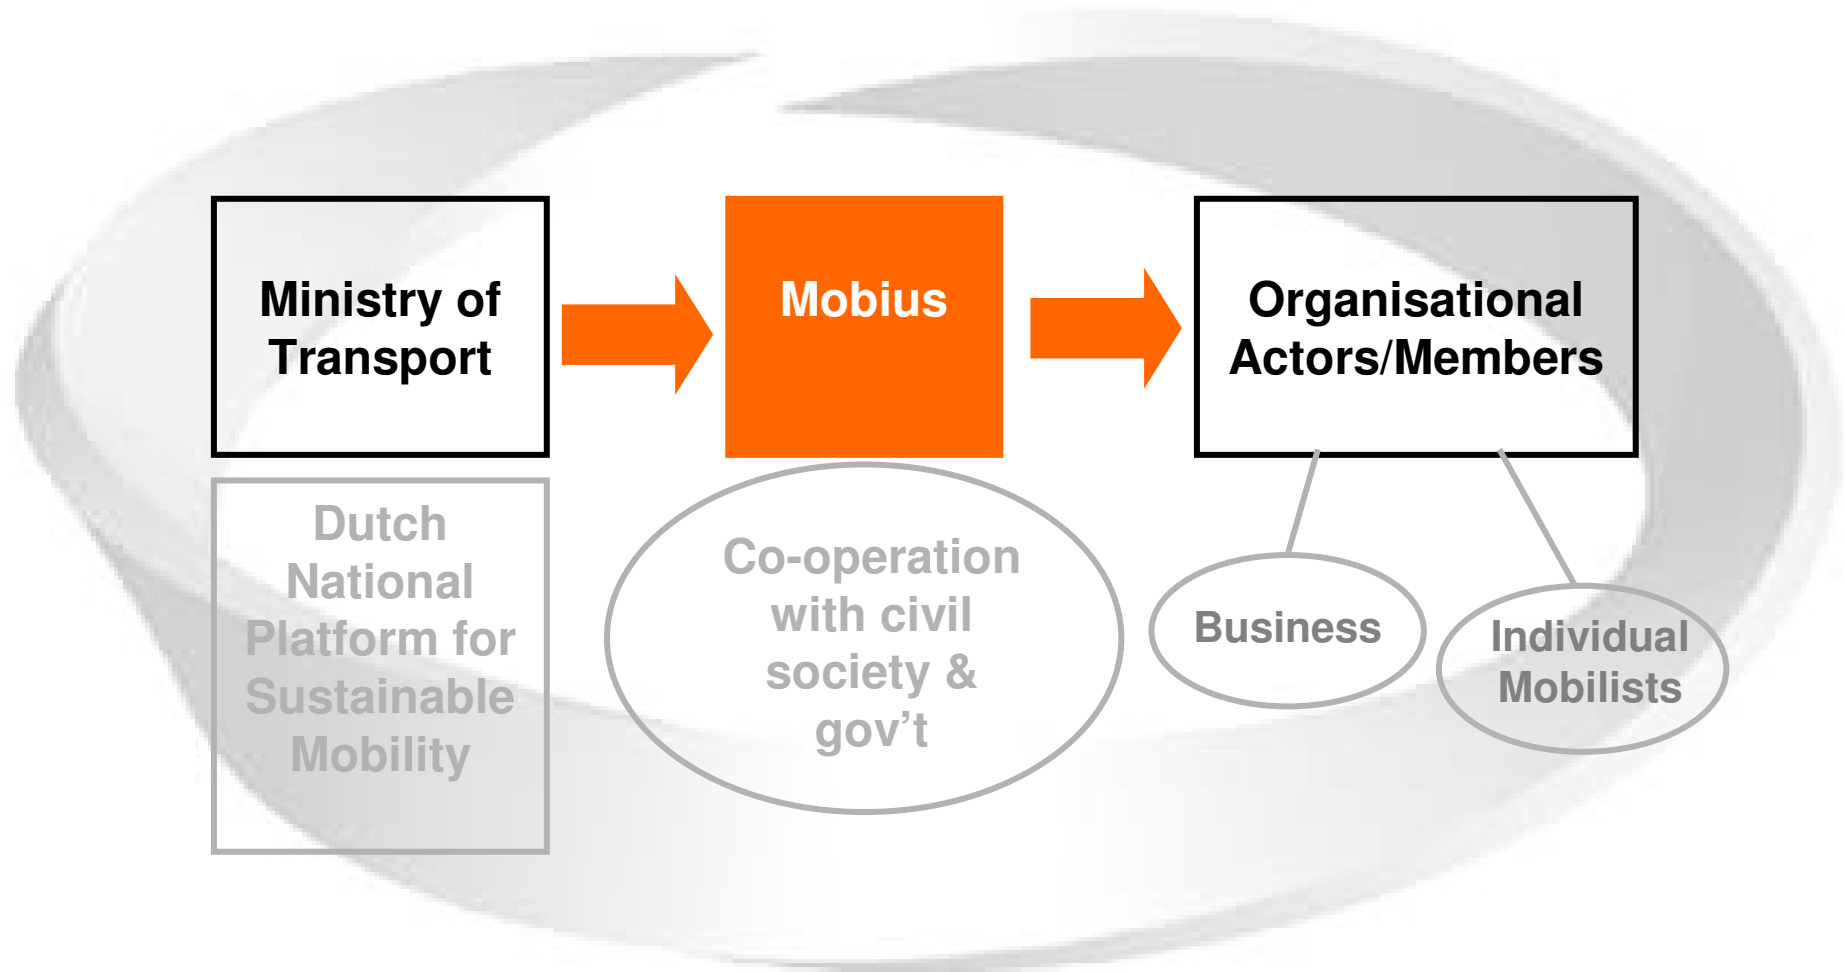 Ministry of
Transport
Mobius
Organisational
Actors/Members
Dutch
National
Platform for
Sustainable
Mobility
Co-operation
with civil
society &
gov’t
Business
Individual
Mobilists